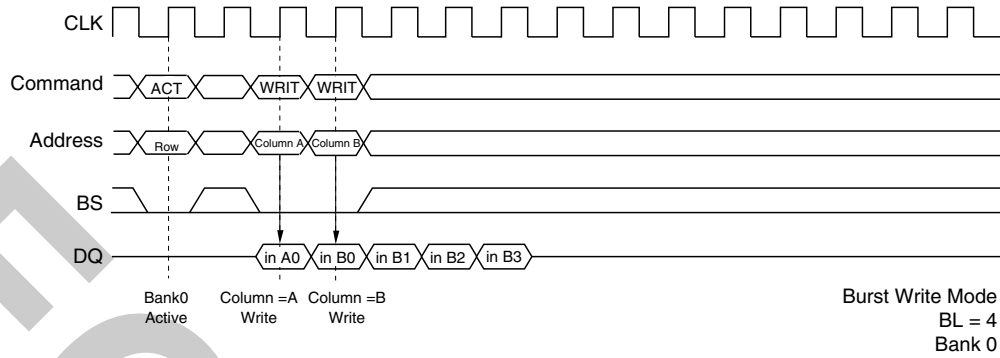 CLK
Command ACT WRIT WRIT
Address Row Column A Column B
BS
DQ in A0 in B0 in B1 in B2 in B3
Bank0 Column =A Column =B
Active Write Write
Burst Write Mode
BL = 4
Bank 0